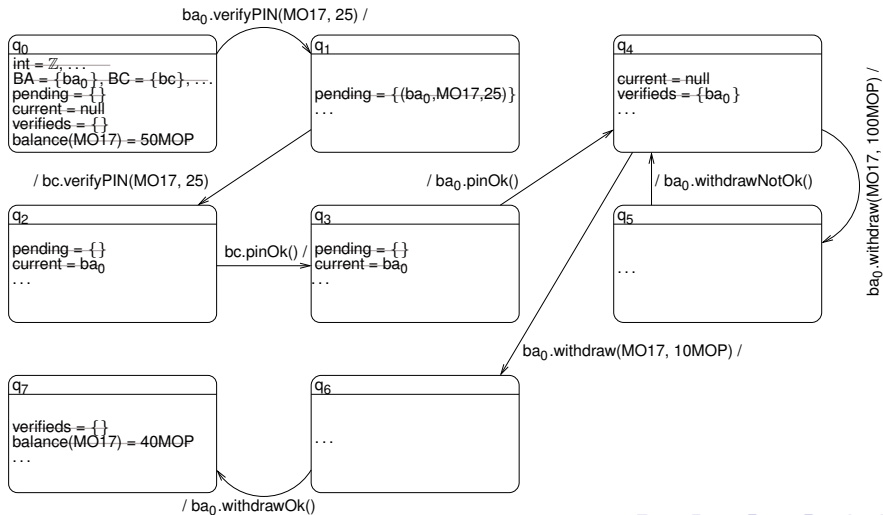 ba0.verifyPIN(MO17, 25) /
q0
int = ℤ, . . .
BA = {ba0}, BC = {bc}, . . .
pending = {}
current = null
verifieds = {}
balance(MO17) = 50MOP
q1
pending = {(ba0,MO17,25)}
. . .
q4
current = null
verifieds = {ba0}
. . .
ba0.withdraw(MO17, 100MOP) /
/ bc.verifyPIN(MO17, 25)
/ ba0.pinOk()
/ ba0.withdrawNotOk()
q2
pending = {}
current = ba0
. . .
bc.pinOk() /
q3
pending = {}
current = ba0
. . .
q5
. . .
ba0.withdraw(MO17, 10MOP) /
q7
verifieds = {}
balance(MO17) = 40MOP
. . .
q6
. . .
/ ba0.withdrawOk()